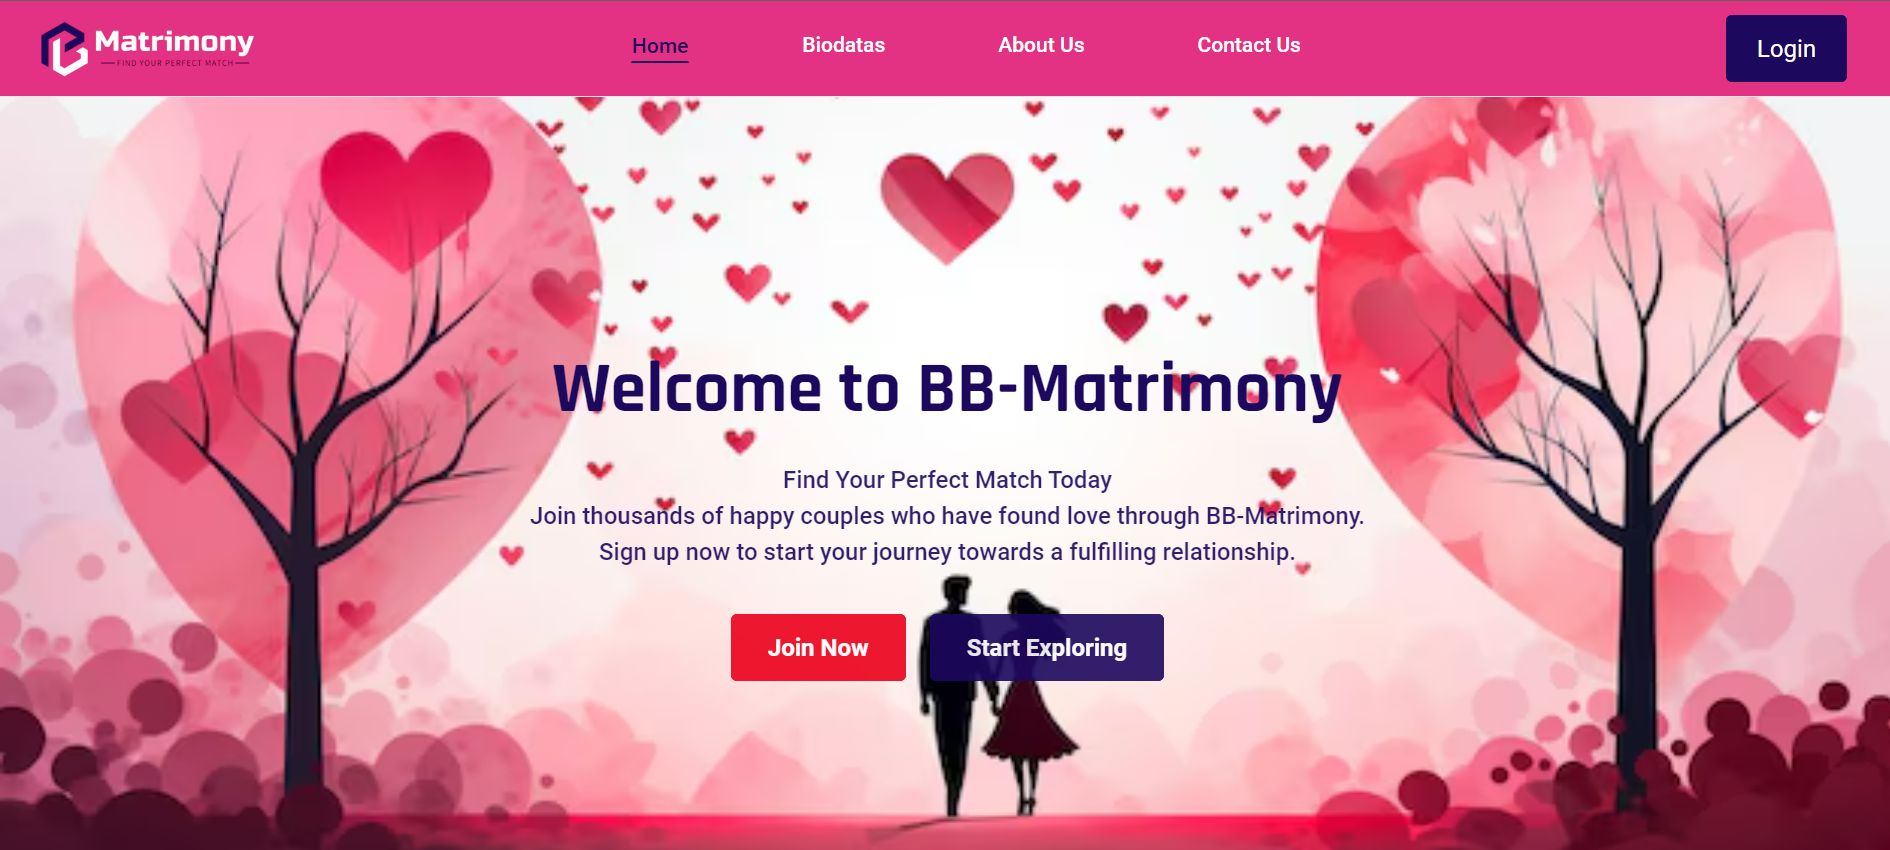 Matrimony
FIND YOUR PERFECT MATCH
Home
Biodatas
About Us
Contact Us
Login
Welcome to BB-Matrimony
Find Your Perfect Match Today
Join thousands of happy couples who have found love through BB-Matrimony.
Sign up now to start your journey towards a fulfilling relationship.
Join Now
Start Exploring